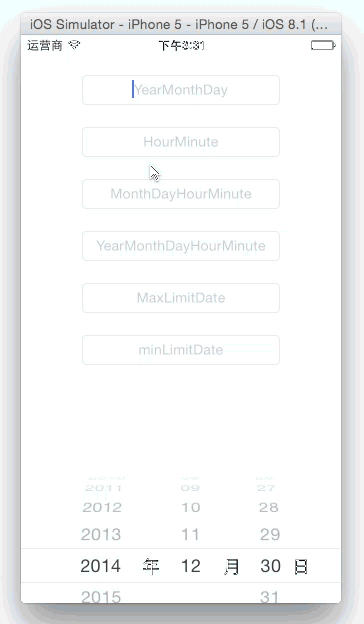 iOS Simulator - iPhone 5 - iPhone 5 / iOS 8.1 (…
运营商 下午3:31
YearMonthDay
HourMinute
MonthDayHourMinute
YearMonthDayHourMinute
MaxLimitDate
minLimitDate
2011 09 27
2012 10 28
2013 11 29
2014 年 12 月 30 日
2015 31